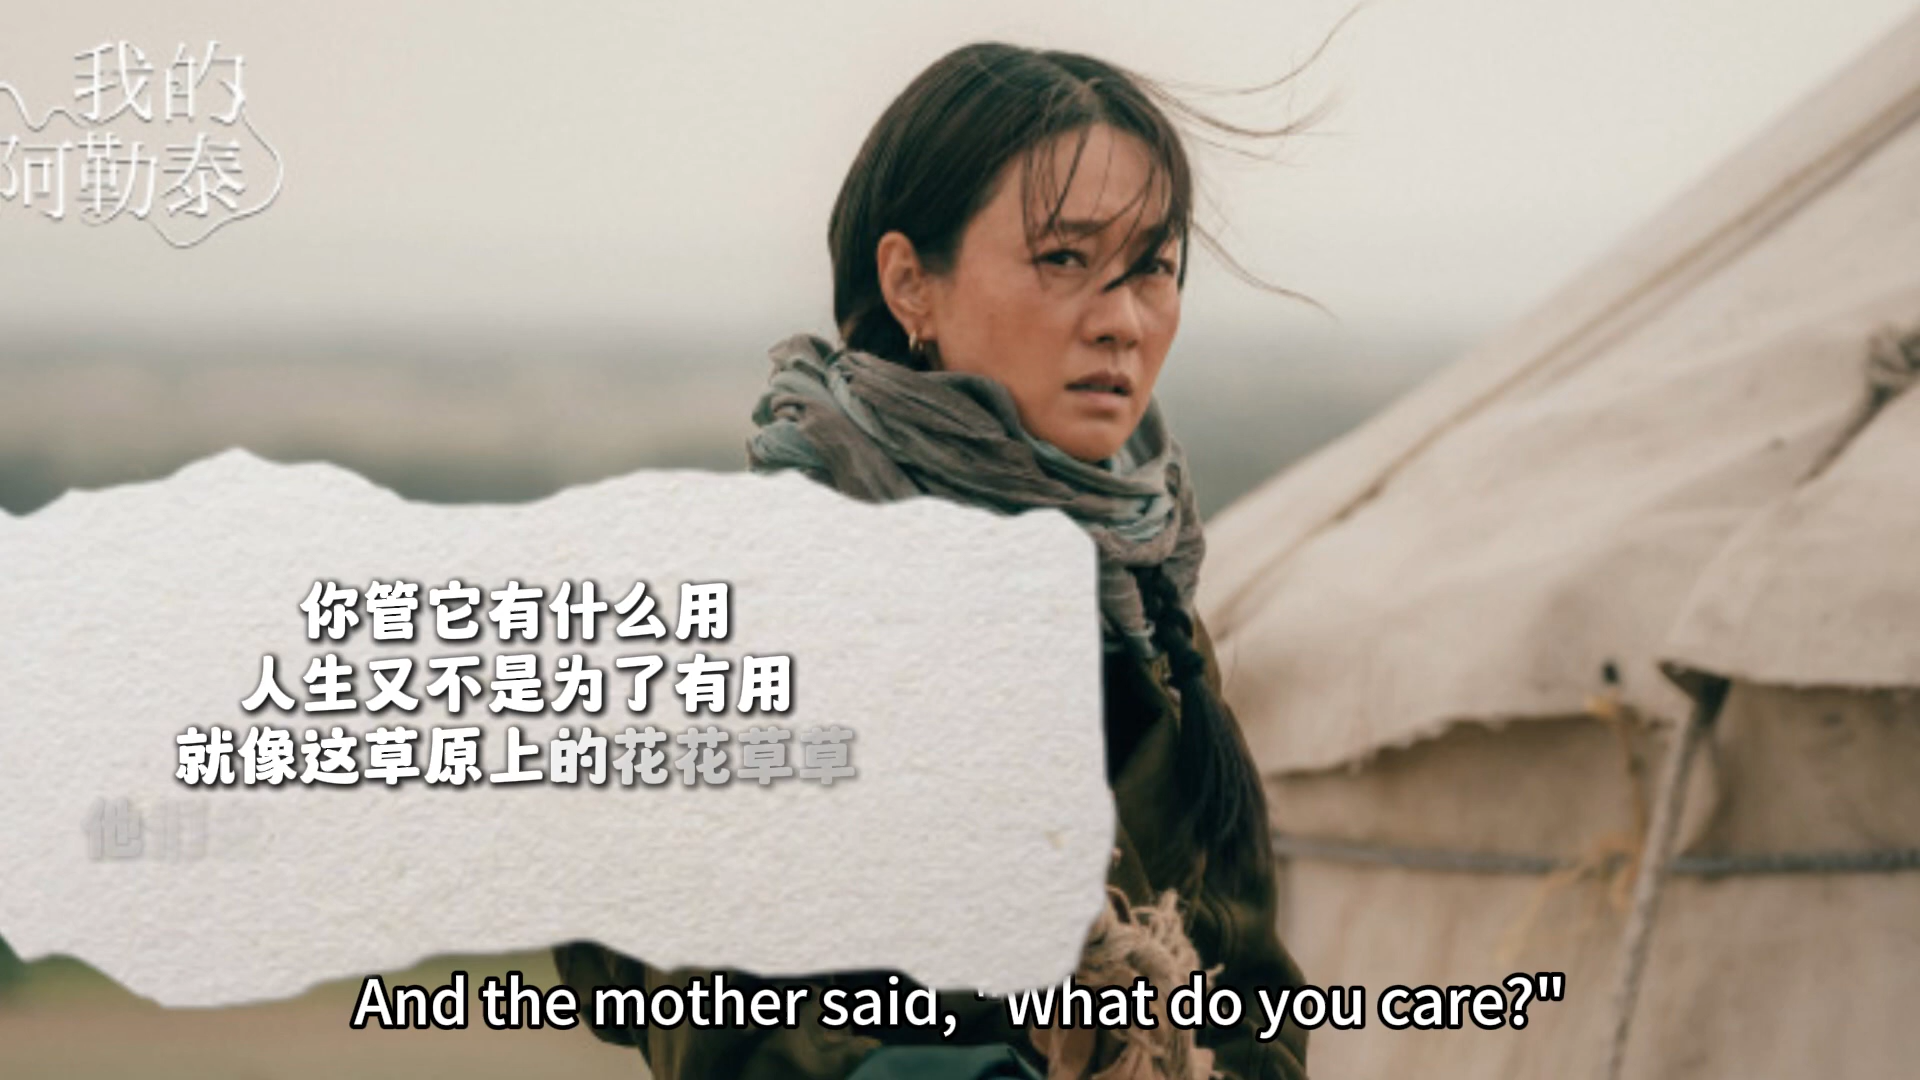 我的
阿勒泰
你管它有什么用
人生又不是为了有用
就像这草原上的花花草草
他们
And the mother said, "What do you care?"